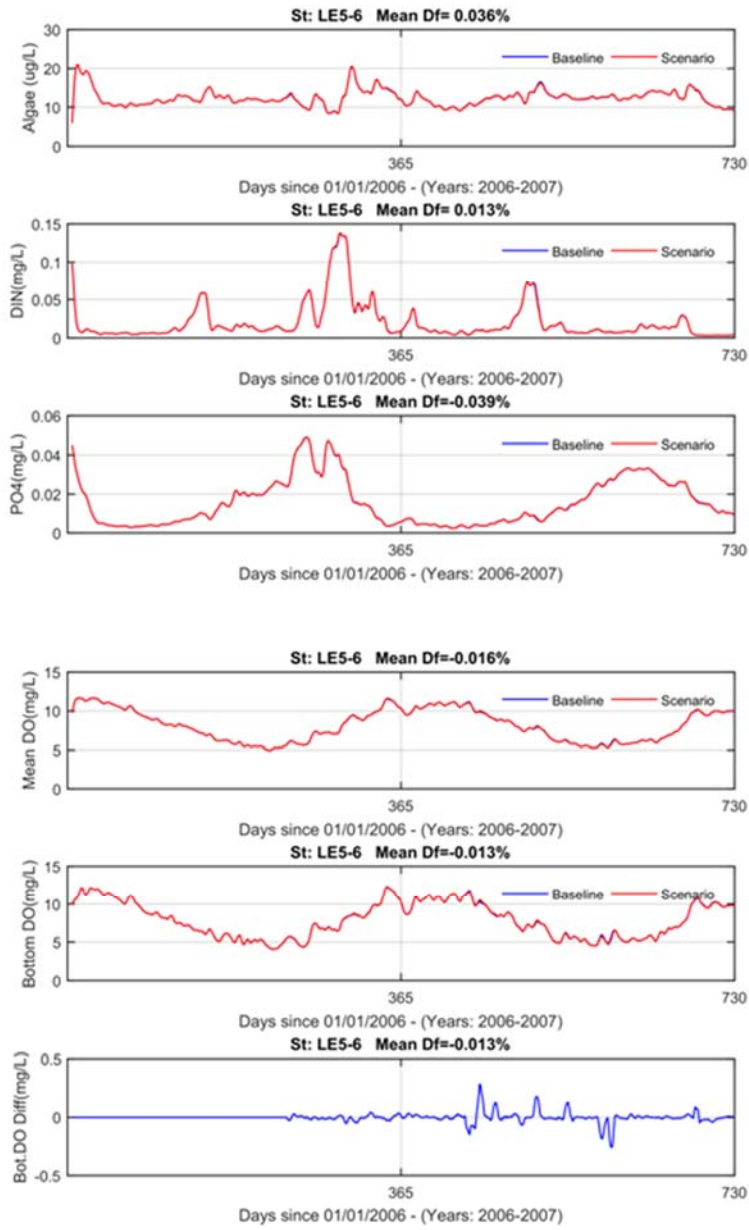 St: LE5-6 Mean Df= 0.036%
30
20
10
0
Algae (ug/L)
Baseline
Scenario
365
730
Days since 01/01/2006 - (Years: 2006-2007)
St: LE5-6 Mean Df= 0.013%
0.15
0.1
0.05
0
DIN(mg/L)
Baseline
Scenario
365
730
Days since 01/01/2006 - (Years: 2006-2007)
St: LE5-6 Mean Df=-0.039%
0.06
0.04
0.02
0
PO4(mg/L)
Baseline
Scenario
365
730
Days since 01/01/2006 - (Years: 2006-2007)
St: LE5-6 Mean Df=-0.016%
15
10
5
0
Mean DO(mg/L)
Baseline
Scenario
365
730
Days since 01/01/2006 - (Years: 2006-2007)
St: LE5-6 Mean Df=-0.013%
15
10
5
0
Bottom DO(mg/L)
Baseline
Scenario
365
730
Days since 01/01/2006 - (Years: 2006-2007)
St: LE5-6 Mean Df=-0.013%
0.5
0
-0.5
Bot.DO Diff(mg/L)
365
730
Days since 01/01/2006 - (Years: 2006-2007)